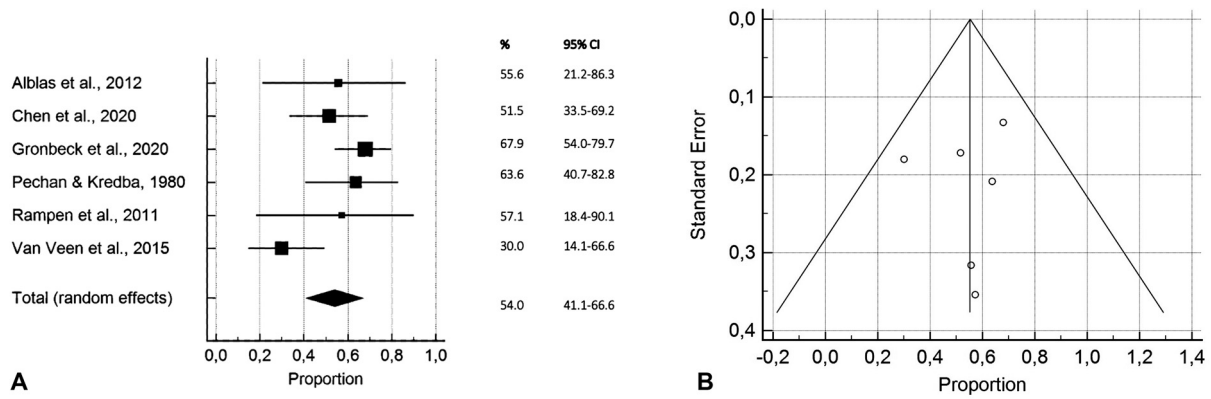 % 95% CI
Alblas et al., 2012 55.6 21.2-86.3
Chen et al., 2020 51.5 33.5-69.2
Gronbeck et al., 2020 67.9 54.0-79.7
Pechan & Kredba, 1980 63.6 40.7-82.8
Rampen et al., 2011 57.1 18.4-90.1
Van Veen et al., 2015 30.0 14.1-66.6
Total (random effects) 54.0 41.1-66.6
0,0 0,2 0,4 0,6 0,8 1,0
Proportion
A
Standard Error
0,0
0,1
0,2
0,3
0,4
-0,2 0,0 0,2 0,4 0,6 0,8 1,0 1,2 1,4
Proportion
B